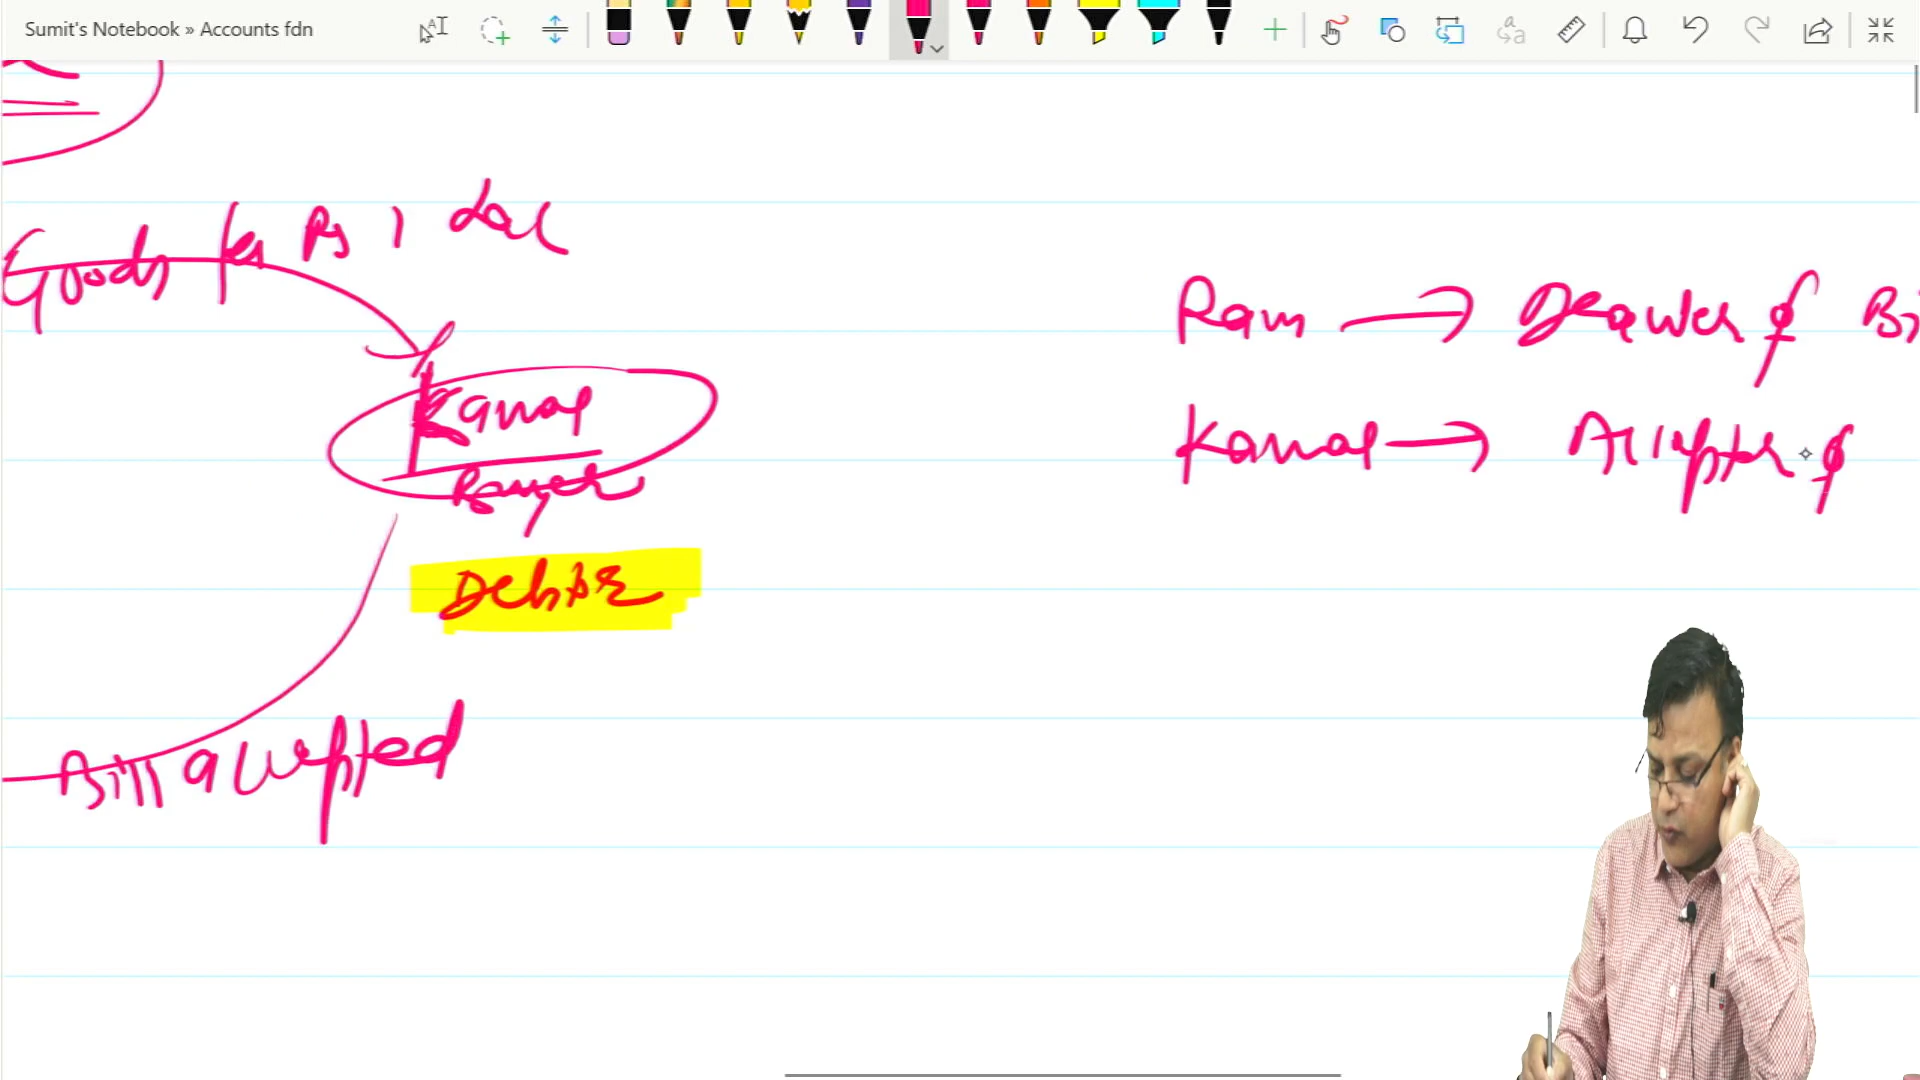 Sumit's Notebook » Accounts fdn
Goods for Rs 1 Lac
Kamal
Buyer
Debtor
Bill accepted
Ram → Drawer of Bi
Kamal → Acceptor of